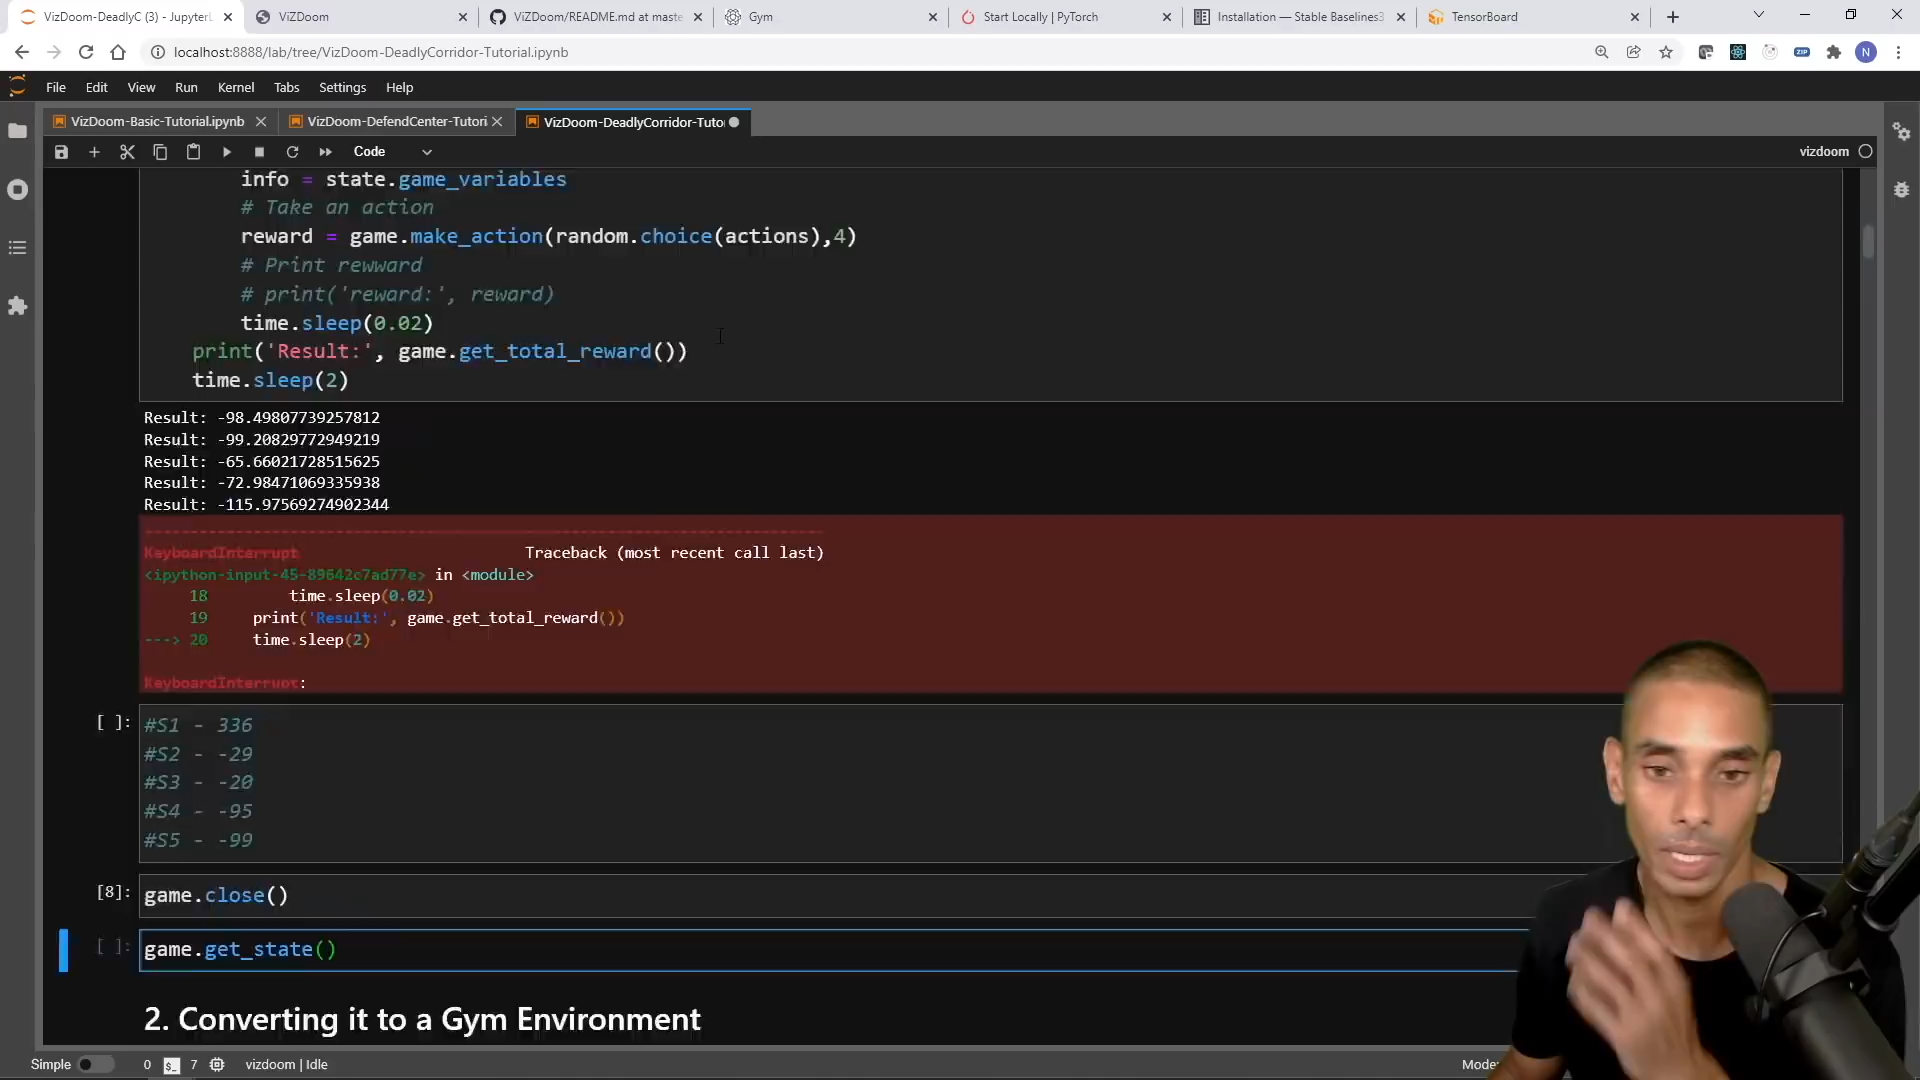 VizDoom-DeadlyC (3) - JupyterL
ViZDoom
ViZDoom/README.md at maste
Gym
Start Locally | PyTorch
Installation — Stable Baselines3
TensorBoard
localhost:8888/lab/tree/VizDoom-DeadlyCorridor-Tutorial.ipynb
ZIP
N
File Edit View Run Kernel Tabs Settings Help
VizDoom-Basic-Tutorial.ipynb
VizDoom-DefendCenter-Tutori
VizDoom-DeadlyCorridor-Tuto
Code
vizdoom
info = state.game_variables
# Take an action
reward = game.make_action(random.choice(actions),4)
# Print rewward
# print('reward:', reward)
time.sleep(0.02)
print('Result:', game.get_total_reward())
time.sleep(2)
Result: -98.49807739257812
Result: -99.20829772949219
Result: -65.66021728515625
Result: -72.98471069335938
Result: -115.97569274902344
KeyboardInterrupt Traceback (most recent call last)
<ipython-input-45-89642c7ad77e> in <module>
18 time.sleep(0.02)
19 print('Result:', game.get_total_reward())
---> 20 time.sleep(2)
KeyboardInterrupt:
[ ]: #S1 - 336
#S2 - -29
#S3 - -20
#S4 - -95
#S5 - -99
[8]: game.close()
[ ]: game.get_state()
2. Converting it to a Gym Environment
Simple 0 $_ 7 vizdoom | Idle
Mode: